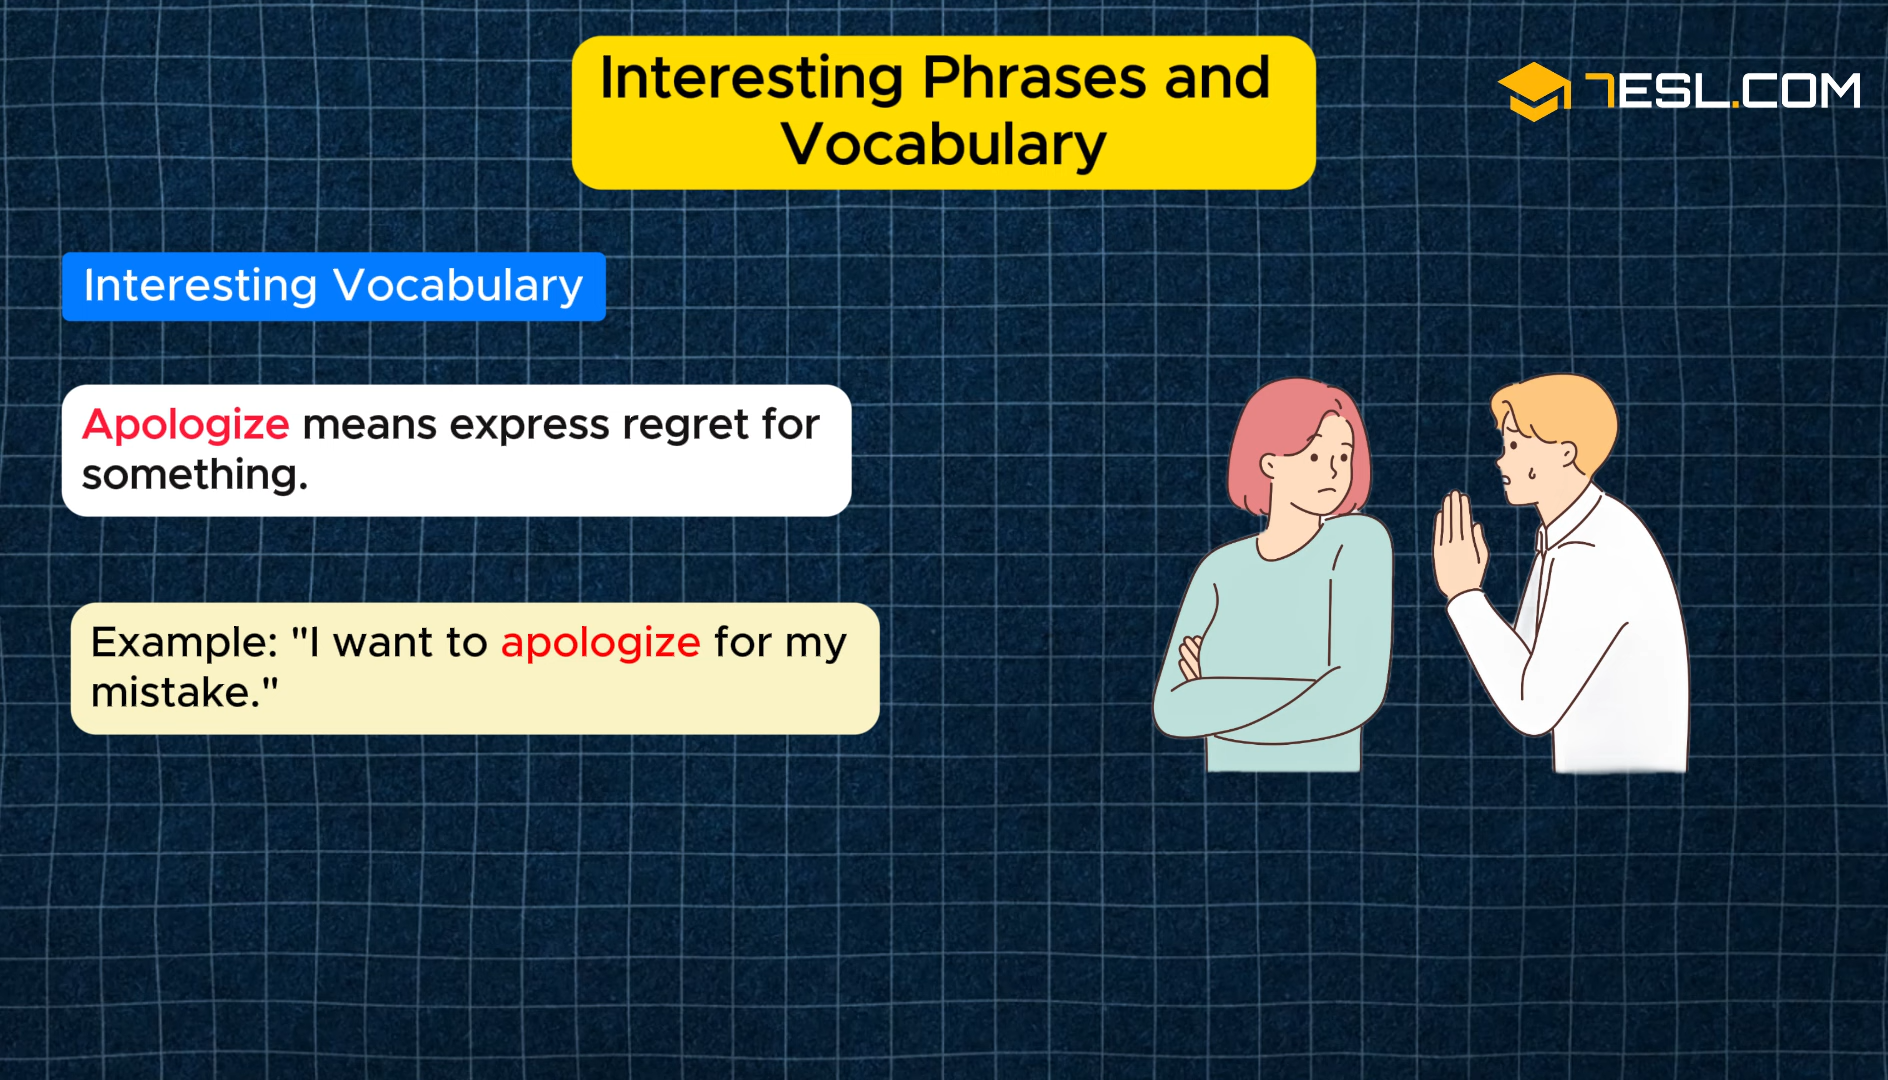 Interesting Phrases and
Vocabulary
7ESL.COM
Interesting Vocabulary
Apologize means express regret for
something.
Example: "I want to apologize for my
mistake."